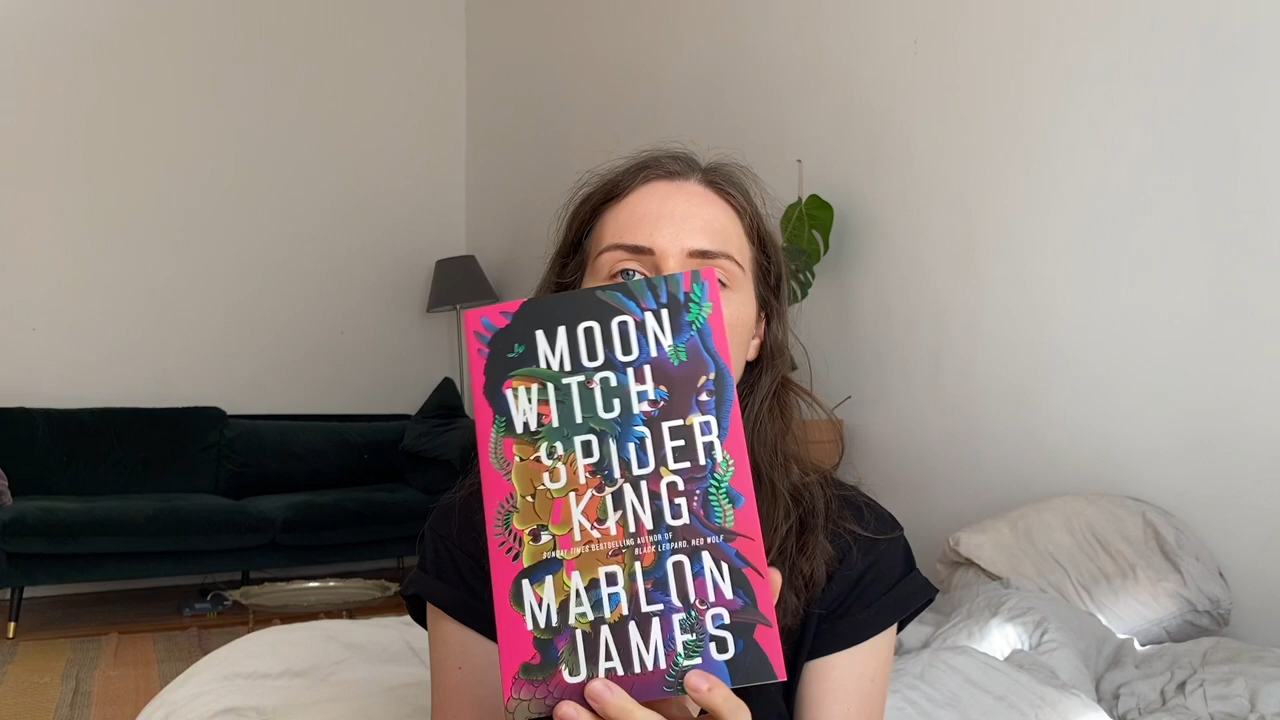 MOON
WITCH
SPIDER
KING
SUNDAY TIMES BESTSELLING AUTHOR OF
BLACK LEOPARD, RED WOLF
MARLON
JAMES